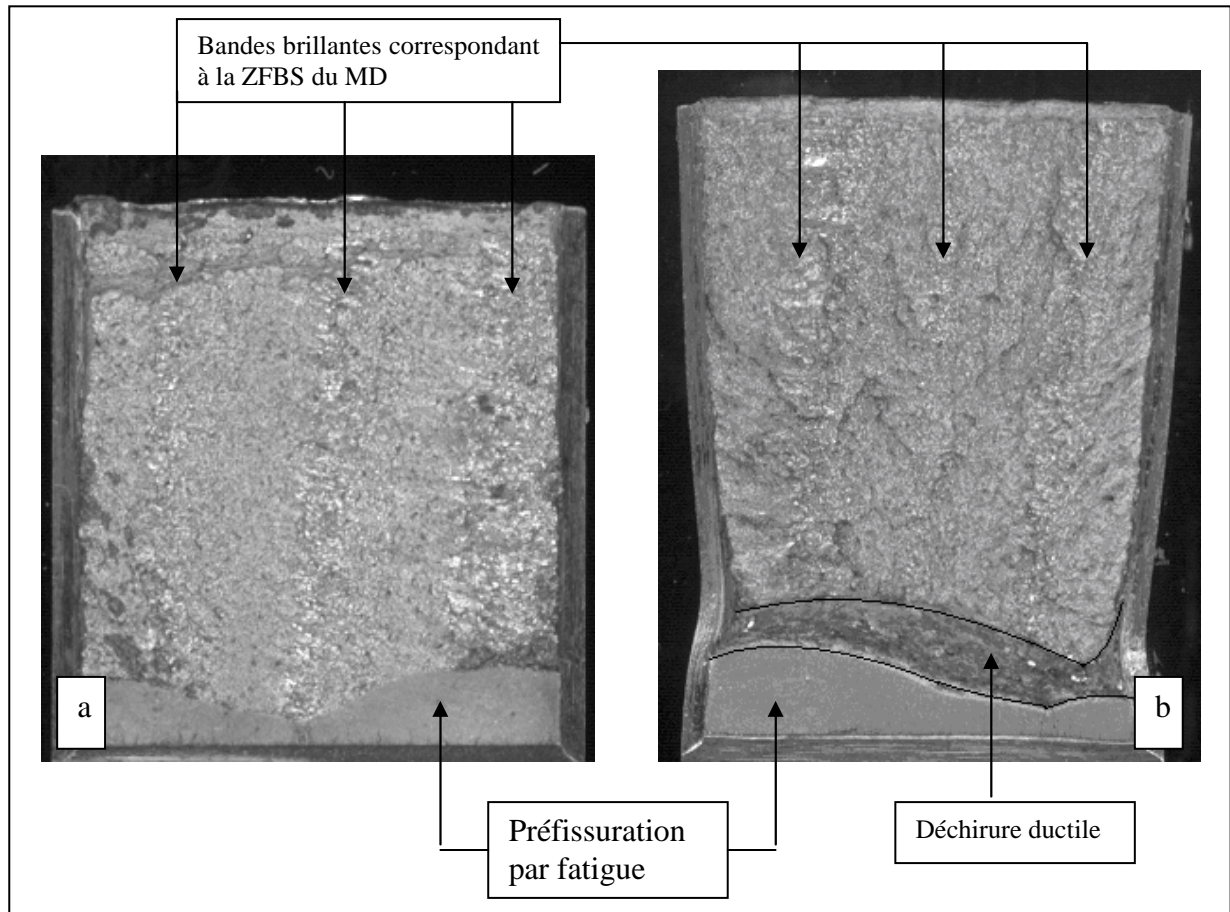 Bandes brillantes correspondant
à la ZFBS du MD
a
b
Préfissuration
par fatigue
Déchirure ductile